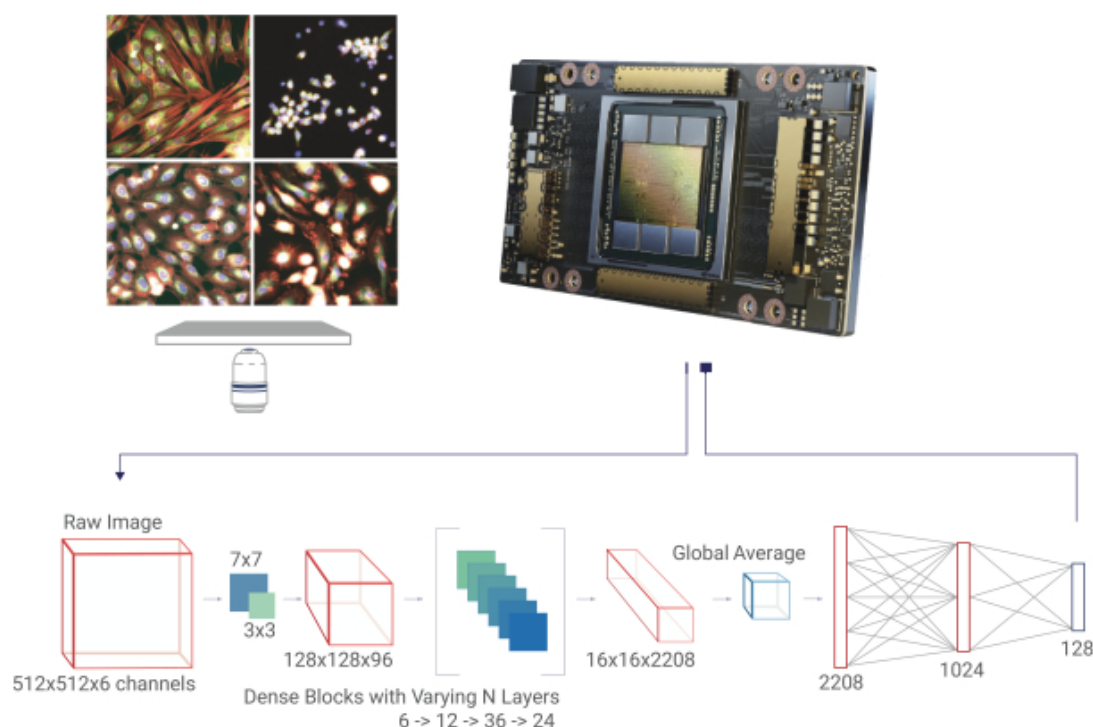 Raw Image
7x7
3x3
512x512x6 channels
128x128x96
Dense Blocks with Varying N Layers
6 -> 12 -> 36 -> 24
16x16x2208
Global Average
2208
1024
128